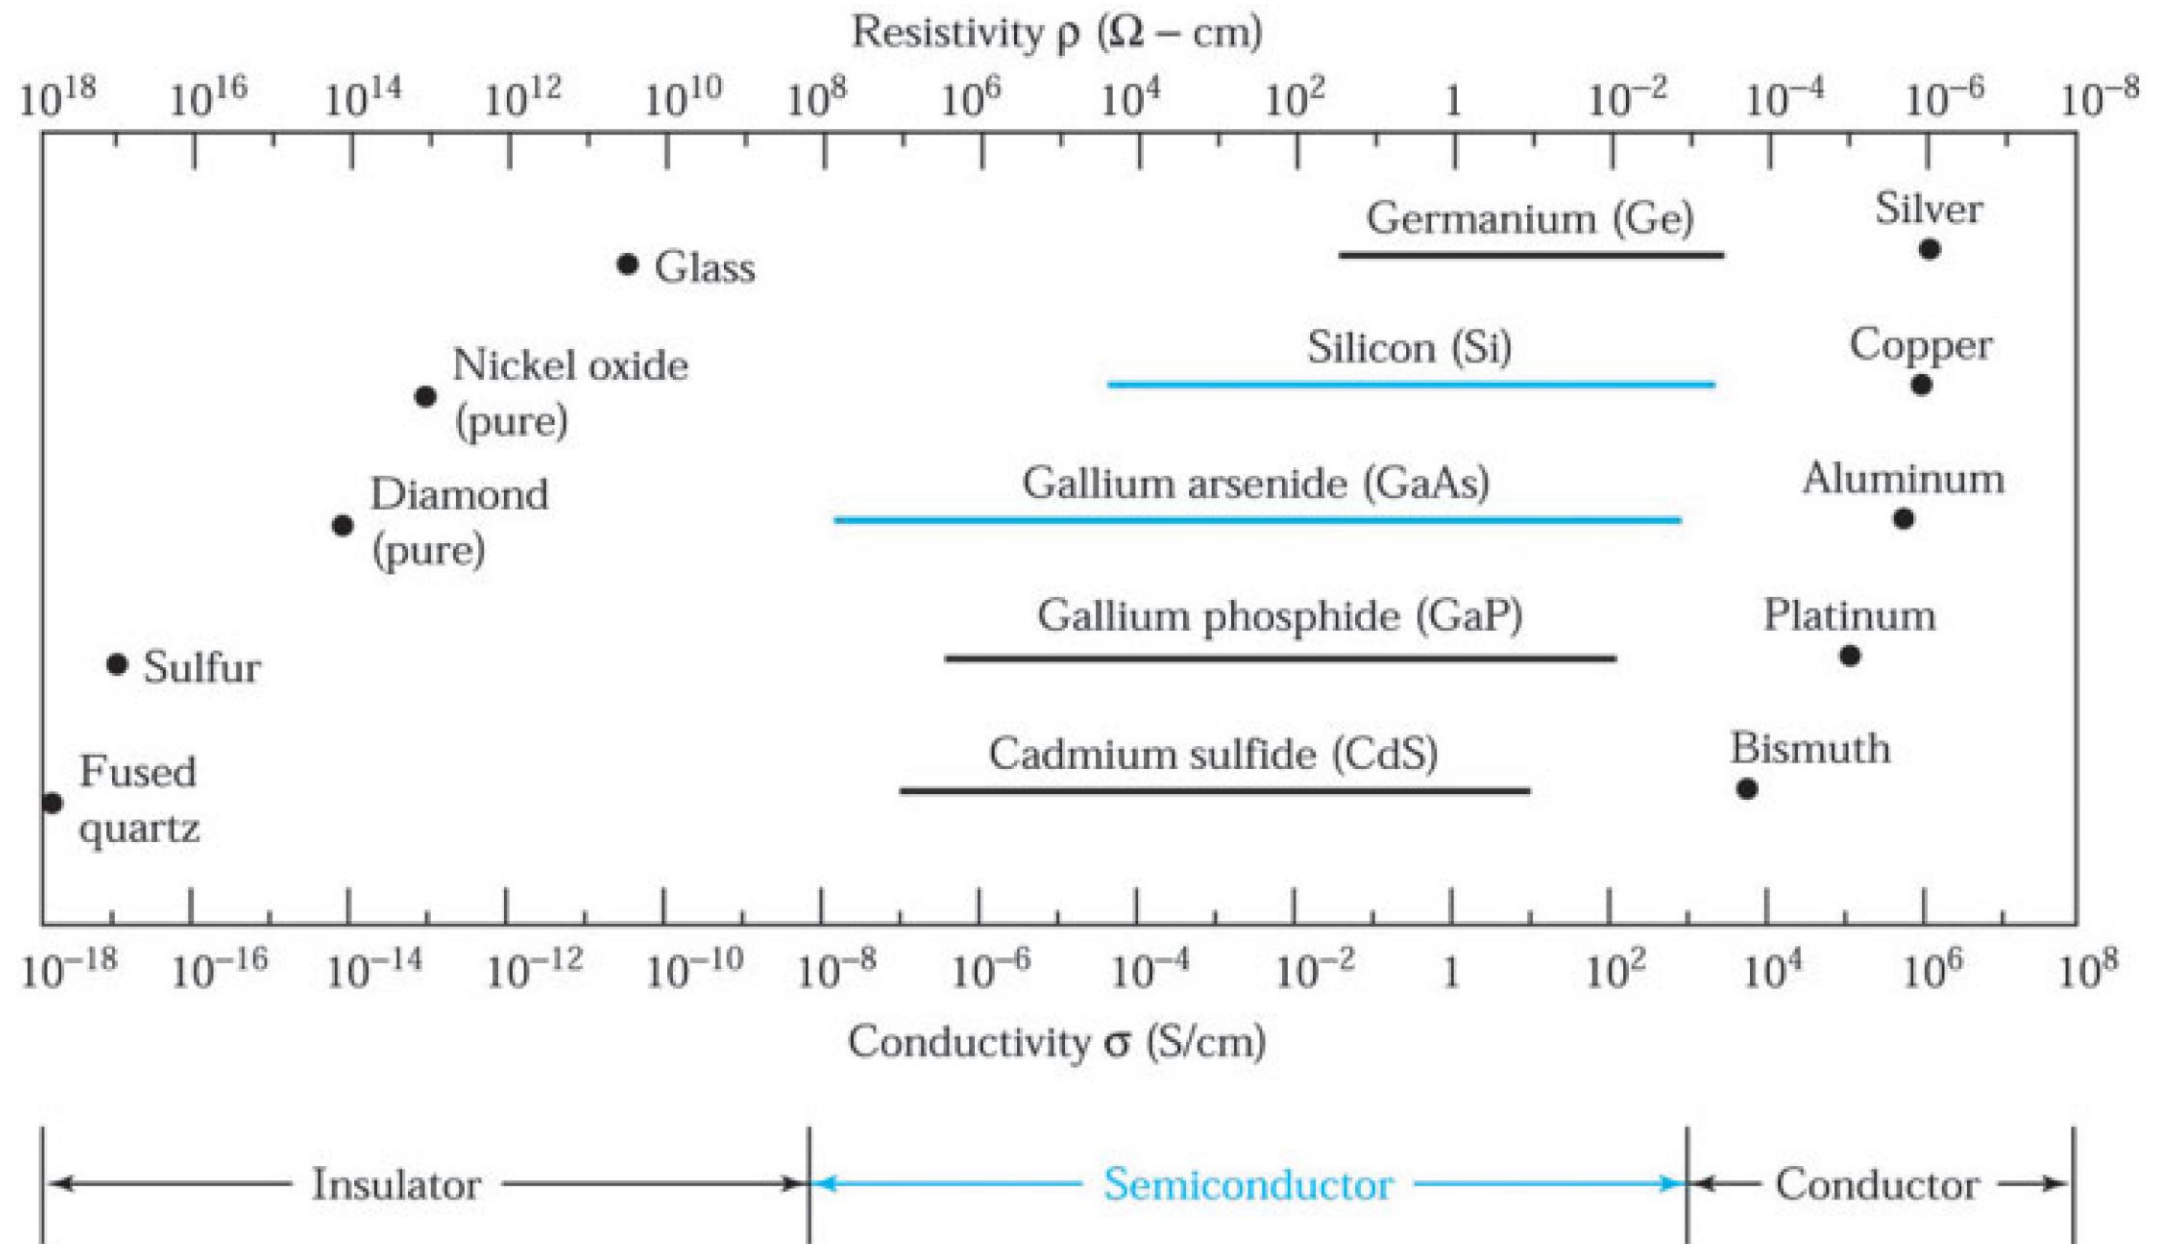 Resistivity ρ (Ω – cm)
10¹⁸ 10¹⁶ 10¹⁴ 10¹² 10¹⁰ 10⁸ 10⁶ 10⁴ 10² 1 10⁻² 10⁻⁴ 10⁻⁶ 10⁻⁸
Germanium (Ge)
Silver
Glass
Silicon (Si)
Copper
Nickel oxide
(pure)
Gallium arsenide (GaAs)
Aluminum
Diamond
(pure)
Gallium phosphide (GaP)
Platinum
Sulfur
Cadmium sulfide (CdS)
Bismuth
Fused
quartz
10⁻¹⁸ 10⁻¹⁶ 10⁻¹⁴ 10⁻¹² 10⁻¹⁰ 10⁻⁸ 10⁻⁶ 10⁻⁴ 10⁻² 1 10² 10⁴ 10⁶ 10⁸
Conductivity σ (S/cm)
Insulator Semiconductor Conductor